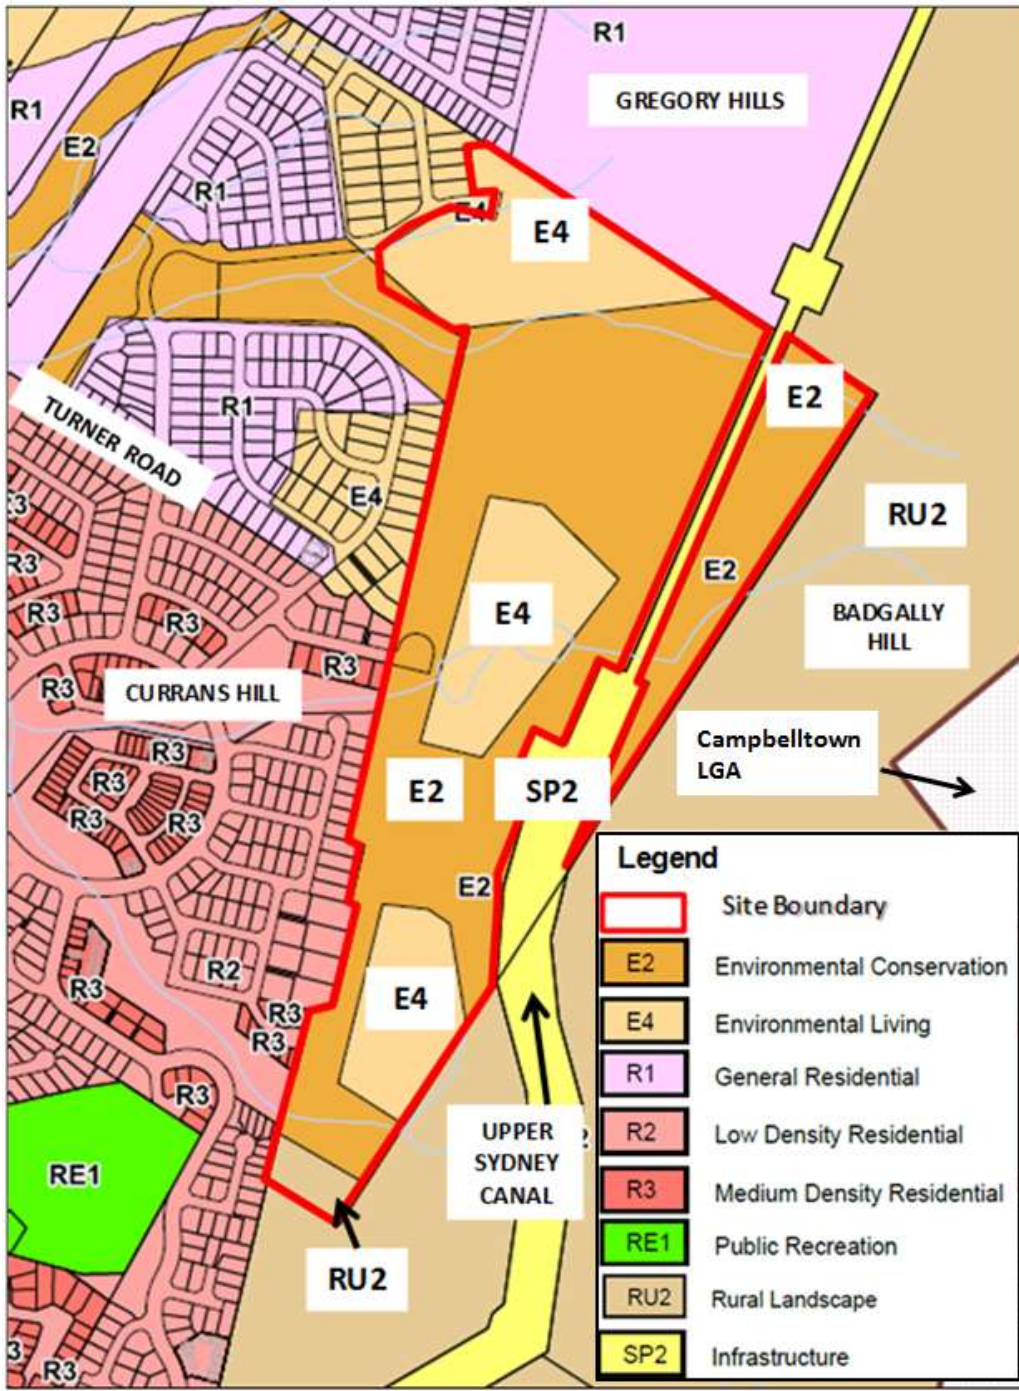 R1
GREGORY HILLS
R1
E2
R1
E4
E4
E2
TURNER ROAD
R1
E4
RU2
R3
R3
E2
E4
BADGALLY
HILL
R3
R3
R3
R3
CURRANS HILL
R3
R3
R3
R3
E2
SP2
Campbelltown
LGA
E2
R2
R3
E4
R3
R3
R3
UPPER
SYDNEY
CANAL
2
RE1
RU2
3
R3
Legend
Site Boundary
E2 Environmental Conservation
E4 Environmental Living
R1 General Residential
R2 Low Density Residential
R3 Medium Density Residential
RE1 Public Recreation
RU2 Rural Landscape
SP2 Infrastructure